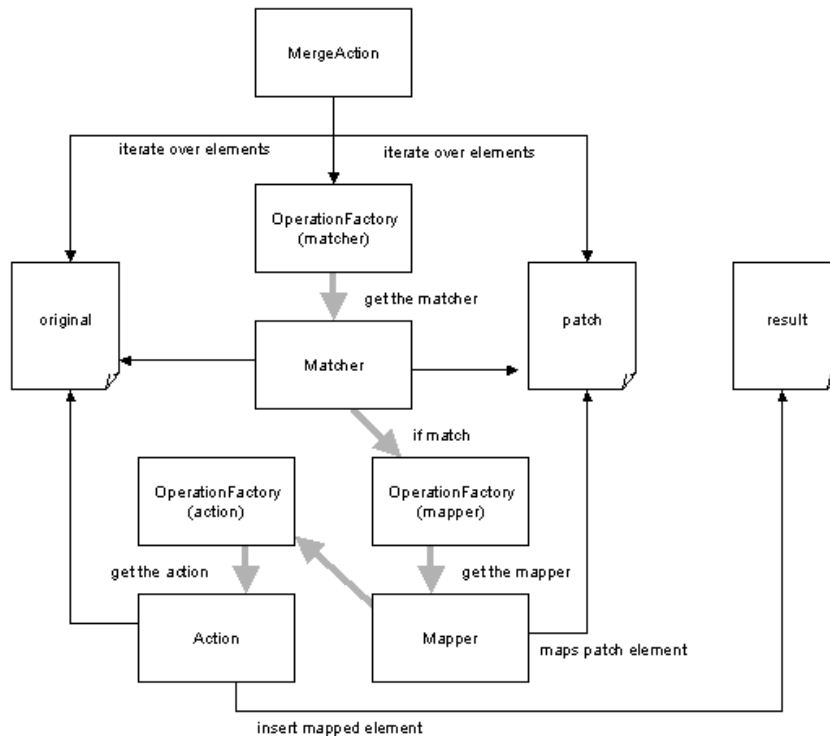 MergeAction
iterate over elements
iterate over elements
OperationFactory
(matcher)
get the matcher
original
patch
result
Matcher
if match
OperationFactory
(action)
OperationFactory
(mapper)
get the action
get the mapper
Action
Mapper
maps patch element
insert mapped element